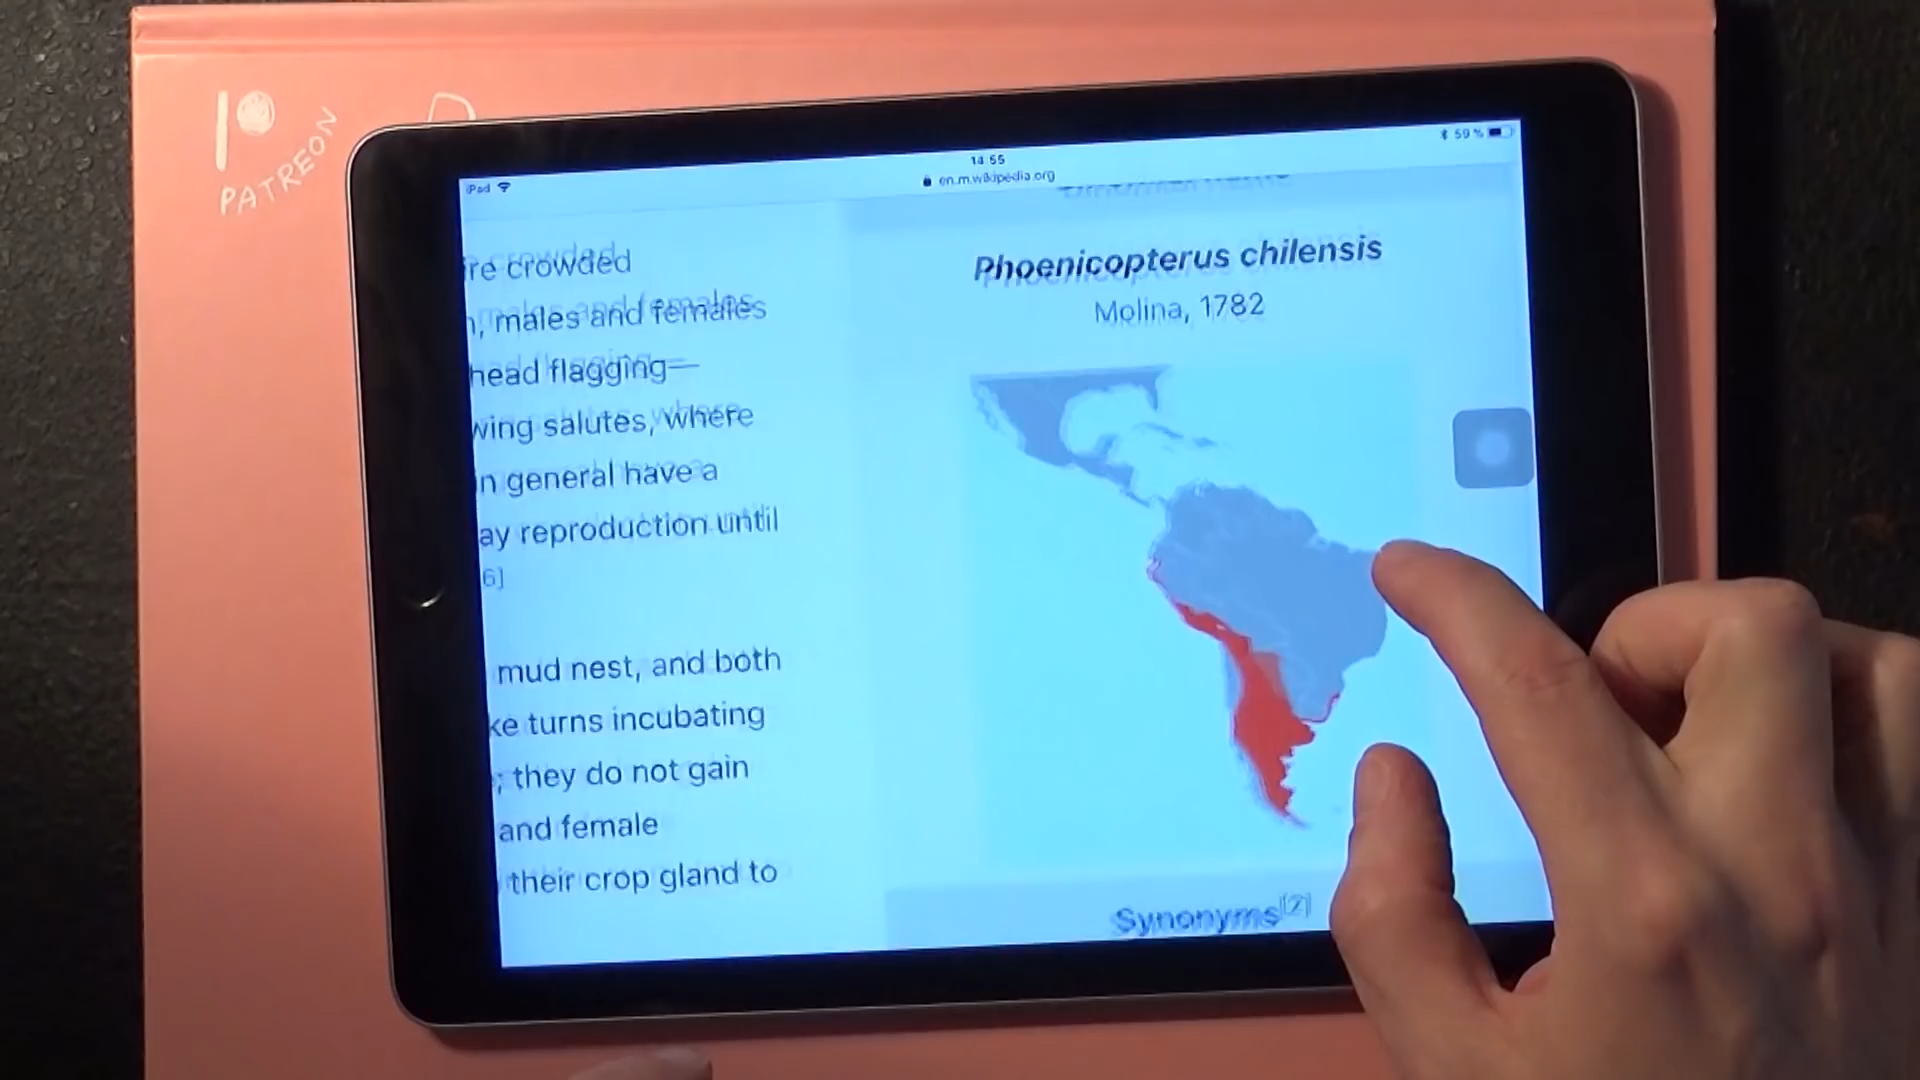 PATREON
iPad
14:55
59 %
en.m.wikipedia.org
re crowded
males and females
head flagging—
wing salutes, where
in general have a
ay reproduction until
6]
mud nest, and both
ke turns incubating
; they do not gain
and female
their crop gland to
Phoenicopterus chilensis
Molina, 1782
Synonyms[2]